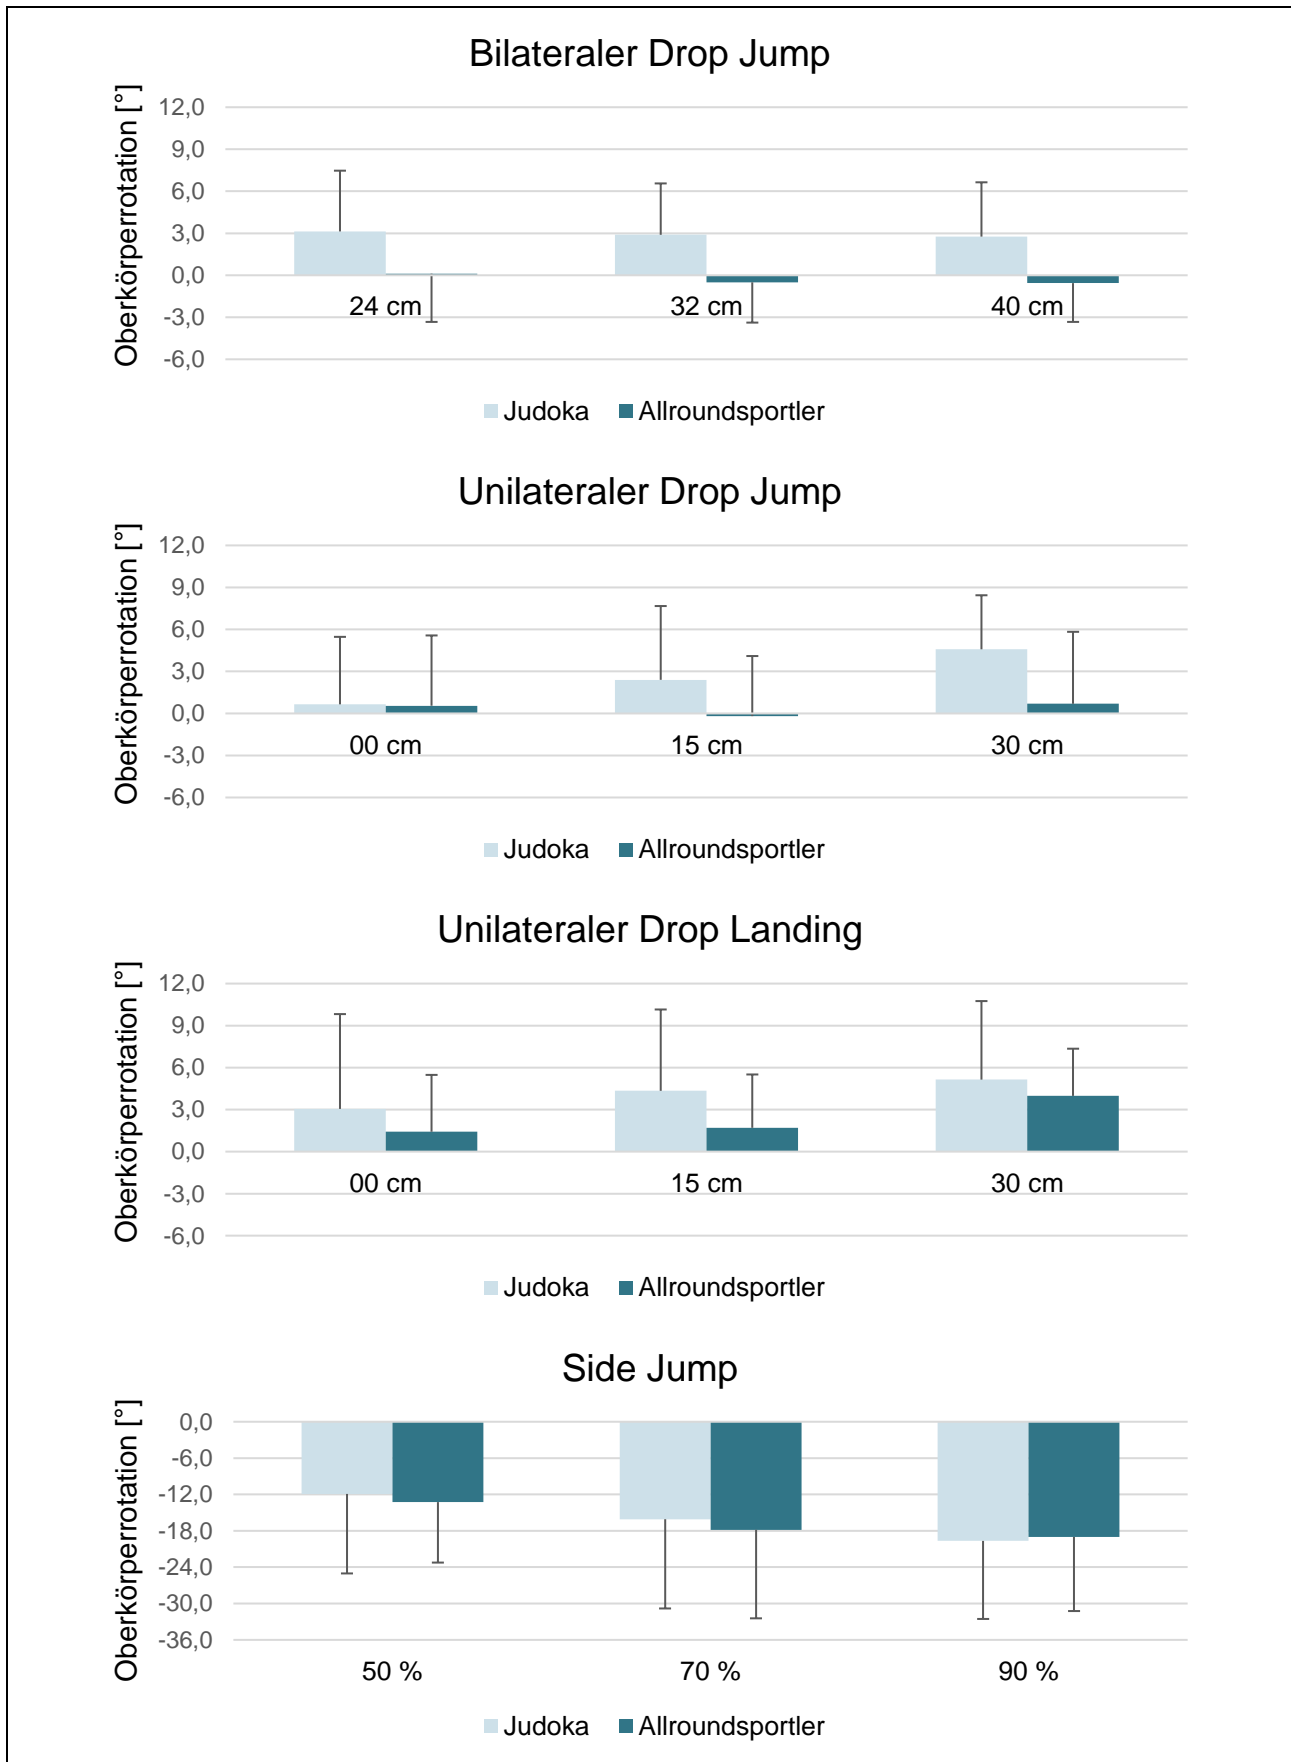 Bilateraler Drop Jump
Oberkörperrotation [°]
12,0
9,0
6,0
3,0
0,0
-3,0
-6,0
24 cm 32 cm 40 cm
Judoka Allroundsportler
Unilateraler Drop Jump
Oberkörperrotation [°]
12,0
9,0
6,0
3,0
0,0
-3,0
-6,0
00 cm 15 cm 30 cm
Judoka Allroundsportler
Unilateraler Drop Landing
Oberkörperrotation [°]
12,0
9,0
6,0
3,0
0,0
-3,0
-6,0
00 cm 15 cm 30 cm
Judoka Allroundsportler
Side Jump
Oberkörperrotation [°]
0,0
-6,0
-12,0
-18,0
-24,0
-30,0
-36,0
50 % 70 % 90 %
Judoka Allroundsportler